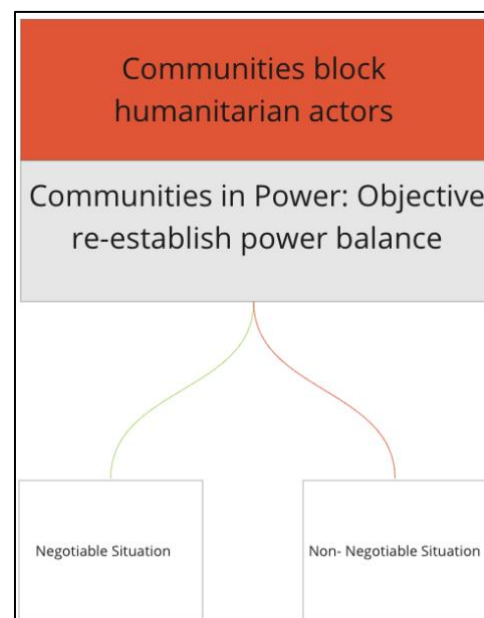 Communities block
humanitarian actors
Communities in Power: Objective
re-establish power balance
Negotiable Situation
Non- Negotiable Situation